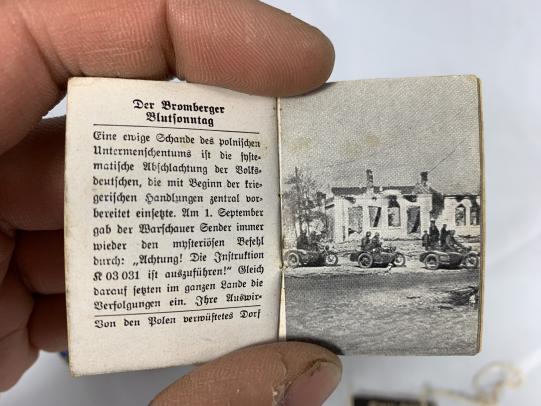 Der Bromberger
Blutsonntag
Eine ewige Schande des polnischen
Untermenschentums ist die syste-
matische Abschlachtung der Volks-
deutschen, die mit Beginn der krie-
gerischen Handlungen zentral vor-
bereitet einsetzte. Am 1. September
gab der Warschauer Sender immer
wieder den mysteriösen Befehl
durch: „Achtung! Die Instruktion
K 03 031 ist auszuführen!“ Gleich
darauf setzten im ganzen Lande die
Verfolgungen ein. Ihre Auswir-
Von den Polen verwüstetes Dorf